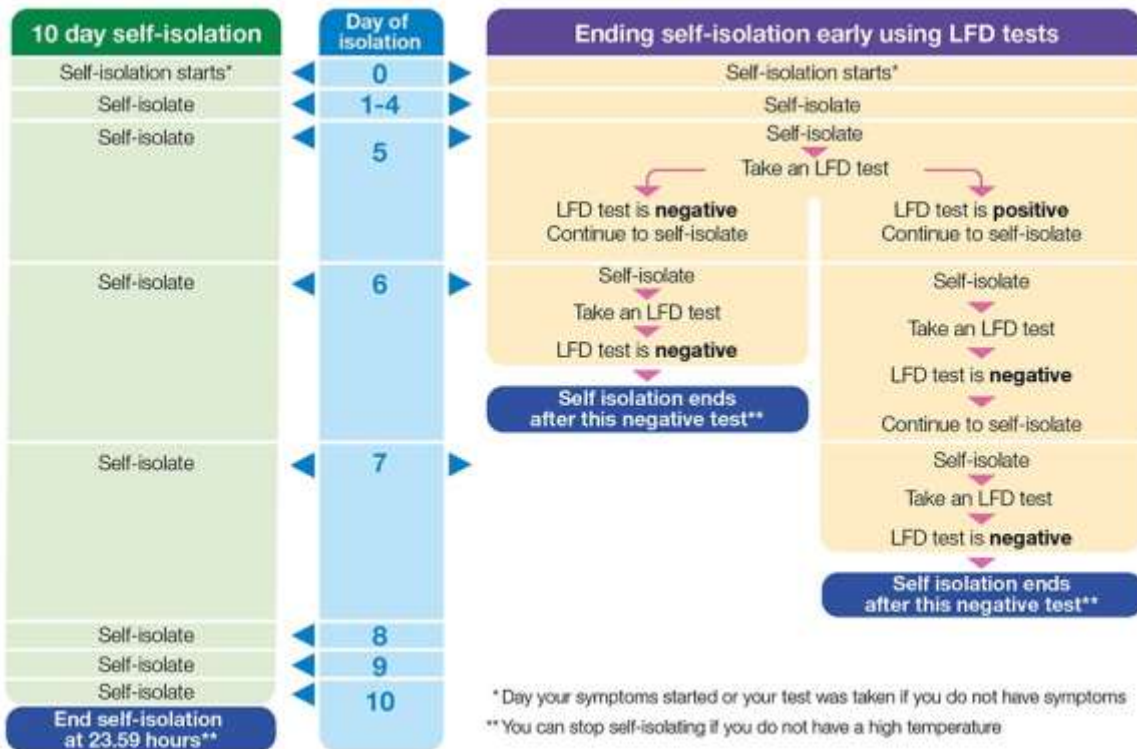 10 day self-isolation
Day of
isolation
Ending self-isolation early using LFD tests
Self-isolation starts*
0
Self-isolation starts*
Self-isolate
1-4
Self-isolate
Self-isolate
5
Self-isolate
Take an LFD test
LFD test is negative
Continue to self-isolate
LFD test is positive
Continue to self-isolate
Self-isolate
6
Self-isolate
Take an LFD test
LFD test is negative
Self isolation ends
after this negative test**
Self-isolate
Take an LFD test
LFD test is negative
Continue to self-isolate
Self-isolate
7
Self-isolate
Take an LFD test
LFD test is negative
Self isolation ends
after this negative test**
Self-isolate
8
Self-isolate
9
Self-isolate
10
End self-isolation
at 23.59 hours**
* Day your symptoms started or your test was taken if you do not have symptoms
** You can stop self-isolating if you do not have a high temperature